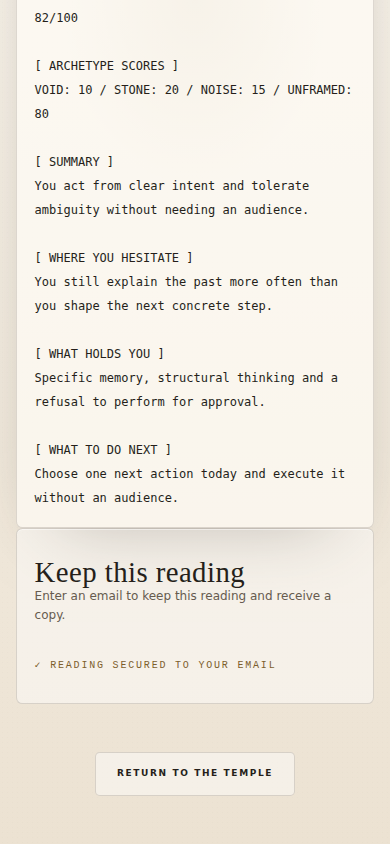 82/100
[ ARCHETYPE SCORES ]
VOID: 10 / STONE: 20 / NOISE: 15 / UNFRAMED:
80
[ SUMMARY ]
You act from clear intent and tolerate
ambiguity without needing an audience.
[ WHERE YOU HESITATE ]
You still explain the past more often than
you shape the next concrete step.
[ WHAT HOLDS YOU ]
Specific memory, structural thinking and a
refusal to perform for approval.
[ WHAT TO DO NEXT ]
Choose one next action today and execute it
without an audience.
Keep this reading
Enter an email to keep this reading and receive a
copy.
✓ READING SECURED TO YOUR EMAIL
RETURN TO THE TEMPLE